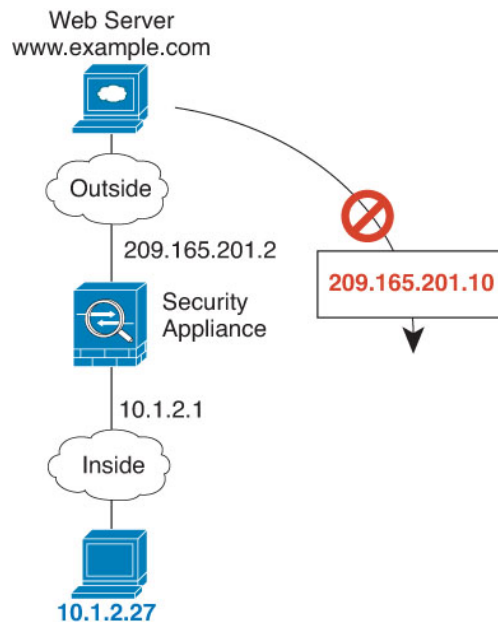 Web Server
www.example.com
Outside
209.165.201.2
209.165.201.10
Security
Appliance
10.1.2.1
Inside
10.1.2.27